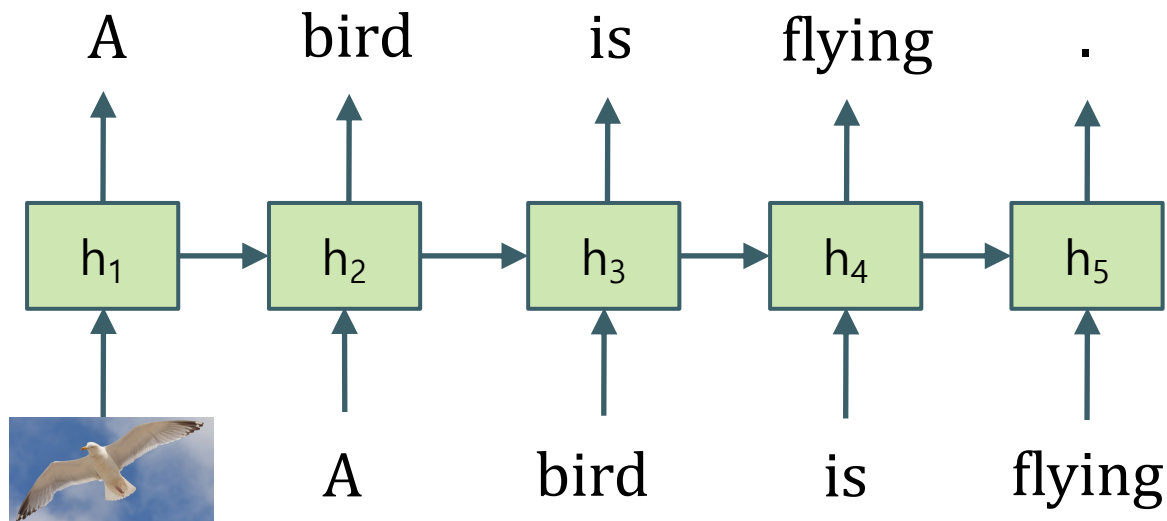 A bird is flying .
h₁ h₂ h₃ h₄ h₅
A bird is flying